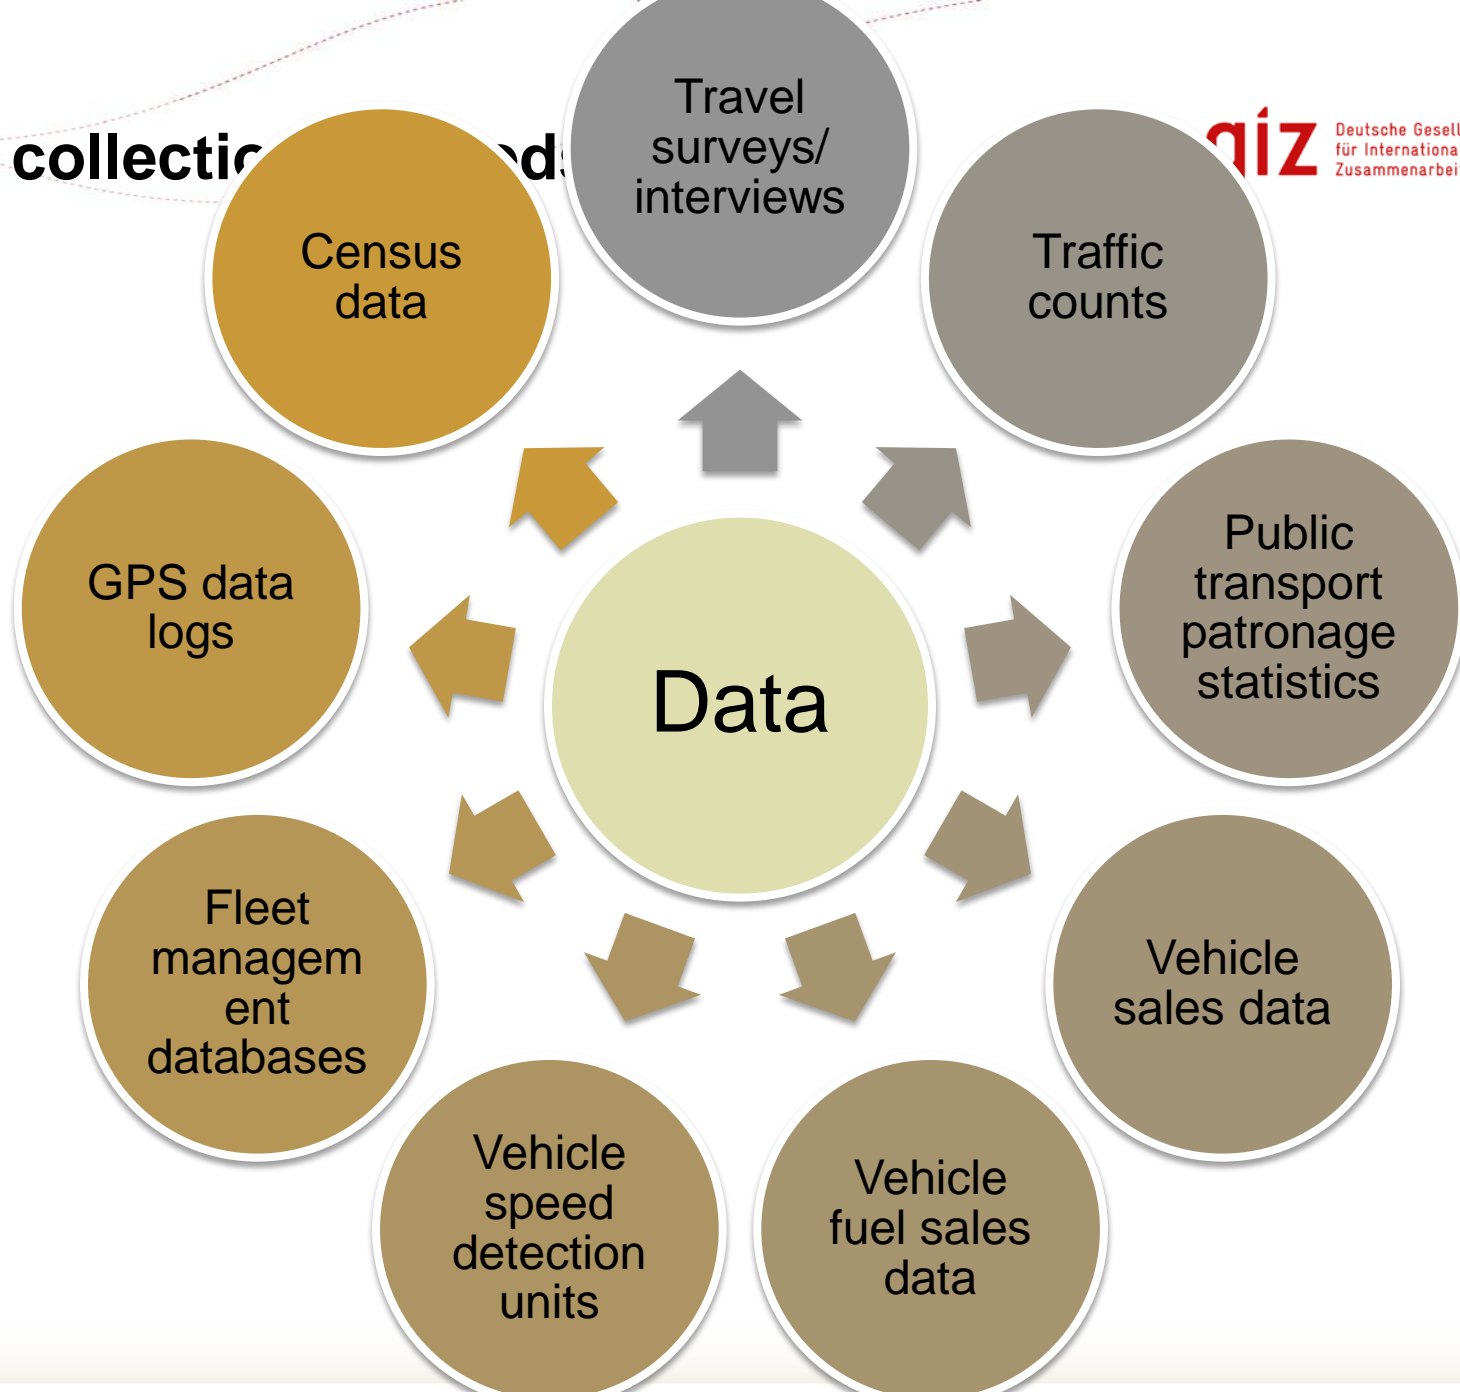 collectio
ds
Travel
surveys/
interviews
giz
Deutsche Gesell
für Internationa
Zusammenarbei
Census
data
Traffic
counts
GPS data
logs
Public
transport
patronage
statistics
Data
Fleet
managem
ent
databases
Vehicle
sales data
Vehicle
speed
detection
units
Vehicle
fuel sales
data